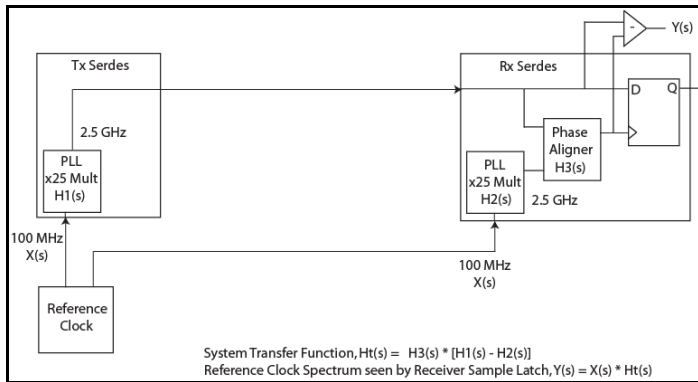 Y(s)
-
Tx Serdes
Rx Serdes
D Q
2.5 GHz
Phase
Aligner
H3(s)
PLL
x25 Mult
H1(s)
PLL
x25 Mult
H2(s)
2.5 GHz
100 MHz
X(s)
100 MHz
X(s)
Reference
Clock
System Transfer Function, Ht(s) = H3(s) * [H1(s) - H2(s)]
Reference Clock Spectrum seen by Receiver Sample Latch, Y(s) = X(s) * Ht(s)